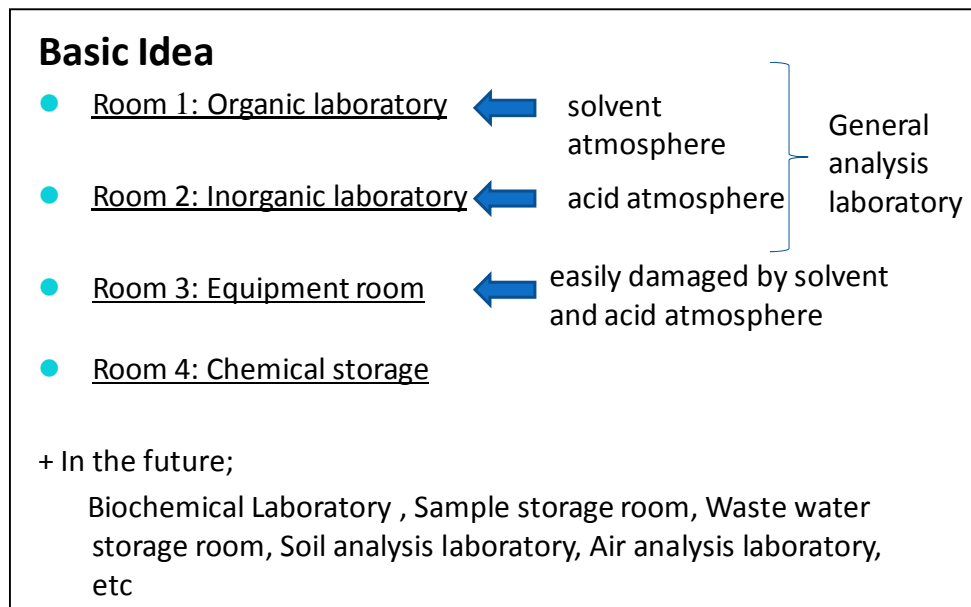 Basic Idea
Room 1: Organic laboratory
solvent
atmosphere
Room 2: Inorganic laboratory
acid atmosphere
General
analysis
laboratory
Room 3: Equipment room
easily damaged by solvent
and acid atmosphere
Room 4: Chemical storage
+ In the future;
Biochemical Laboratory , Sample storage room, Waste water
storage room, Soil analysis laboratory, Air analysis laboratory,
etc